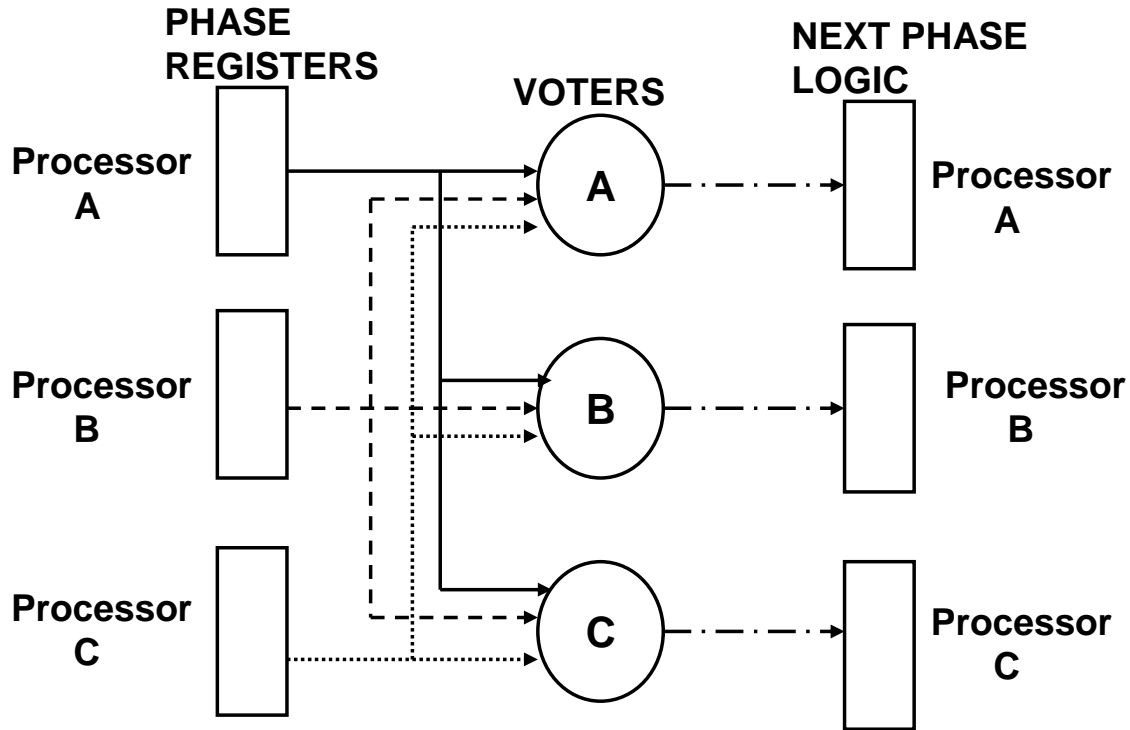 PHASE
REGISTERS
VOTERS
NEXT PHASE
LOGIC
Processor
A
A
Processor
A
Processor
B
B
Processor
B
Processor
C
C
Processor
C